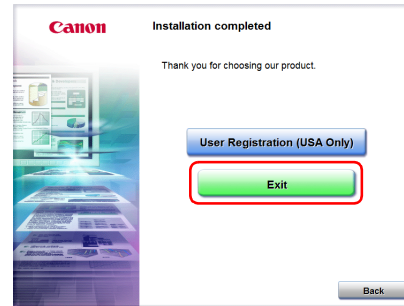 Canon
Installation completed
Thank you for choosing our product.
User Registration (USA Only)
Exit
Back